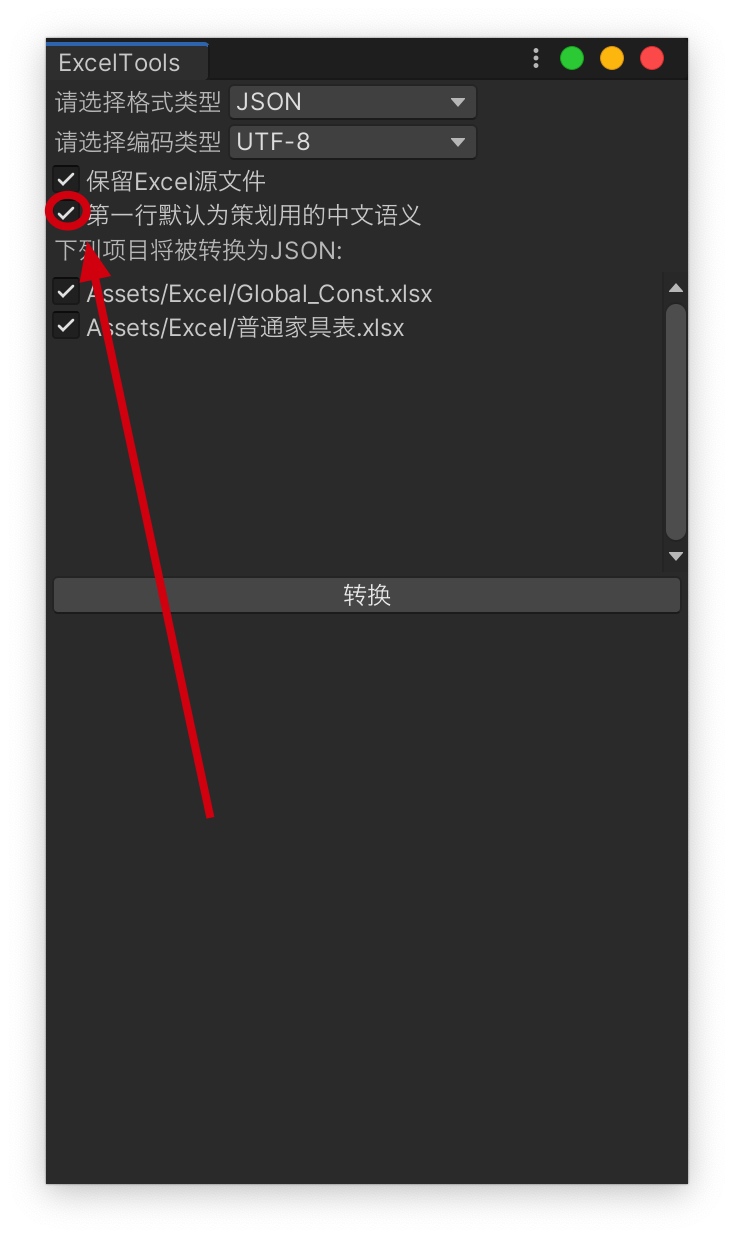 ExcelTools
请选择格式类型 JSON
请选择编码类型 UTF-8
保留Excel源文件
第一行默认为策划用的中文语义
下列项目将被转换为JSON:
Assets/Excel/Global_Const.xlsx
Assets/Excel/普通家具表.xlsx
转换